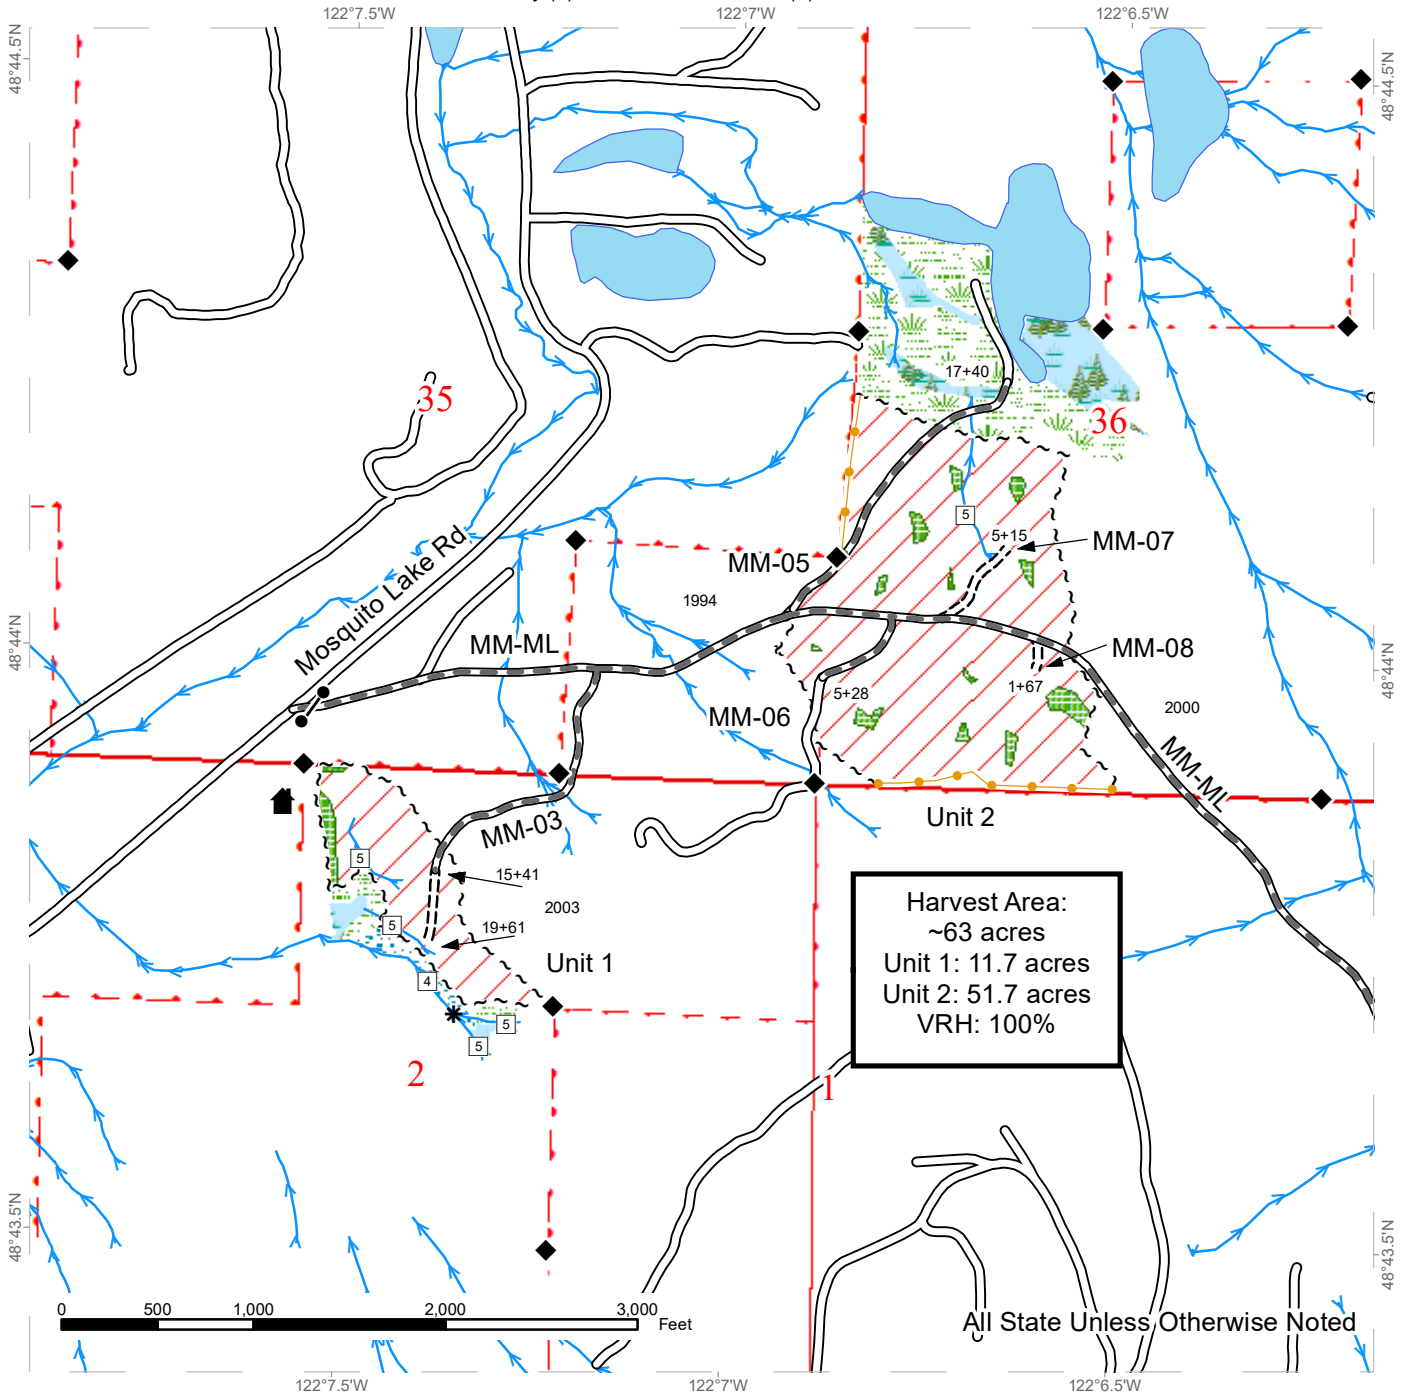 122°7.5'W
122°7'W
122°6.5'W
48°44.5'N
48°44.5'N
17+40
35
36
5
5+15
MM-07
MM-05
1994
Mosquito Lake Rd
48°44'N
48°44'N
MM-ML
MM-08
5+28
1+67
MM-06
2000
MM-ML
MM-03
Unit 2
5
15+41
2003
5
19+61
Unit 1
4
5
5
Harvest Area:
~63 acres
Unit 1: 11.7 acres
Unit 2: 51.7 acres
VRH: 100%
2
1
48°43.5'N
48°43.5'N
0 500 1,000 2,000 3,000
Feet
All State Unless Otherwise Noted
122°7.5'W
122°7'W
122°6.5'W